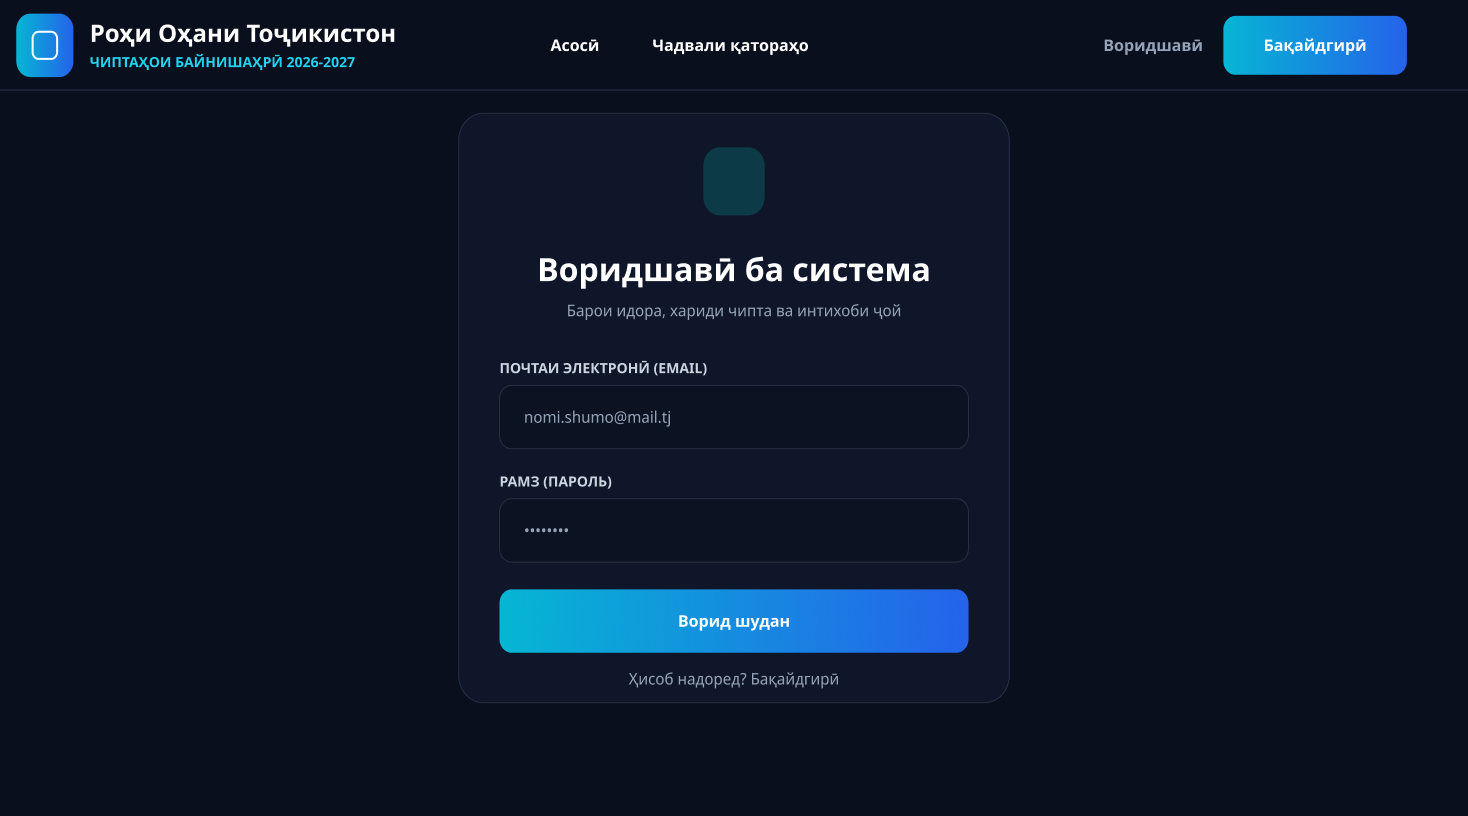 Роҳи Оҳани Тоҷикистон
ЧИПТАҲОИ БАЙНИШАҲРӢ 2026-2027
Асосӣ
Чадвали қатораҳо
Воридшавӣ
Бақайдгирӣ
Воридшавӣ ба система
Барои идора, хариди чипта ва интихоби ҷой
ПОЧТАИ ЭЛЕКТРОНӢ (EMAIL)
nomi.shumo@mail.tj
РАМЗ (ПАРОЛЬ)
••••••••
Ворид шудан
Ҳисоб надоред? Бақайдгирӣ